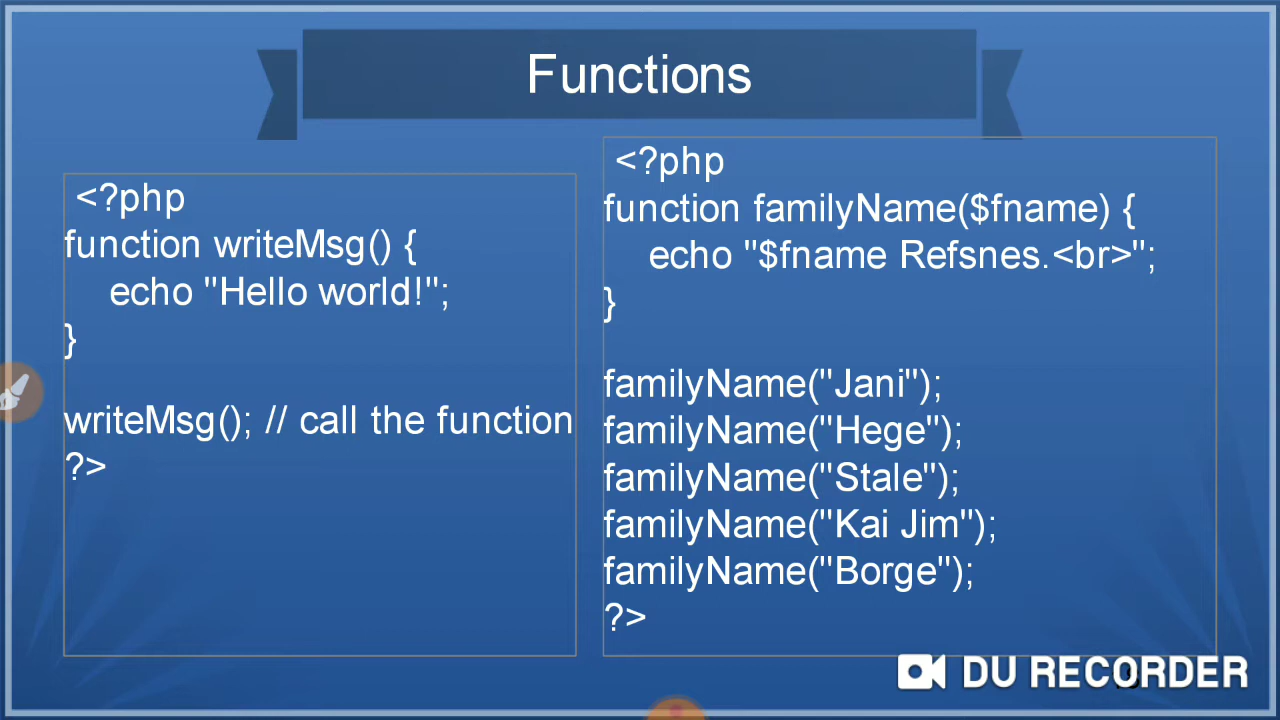 Functions
<?php
function writeMsg() {
echo "Hello world!";
}
writeMsg(); // call the function
?>
<?php
function familyName($fname) {
echo "$fname Refsnes.<br>";
}
familyName("Jani");
familyName("Hege");
familyName("Stale");
familyName("Kai Jim");
familyName("Borge");
?>
DU RECORDER